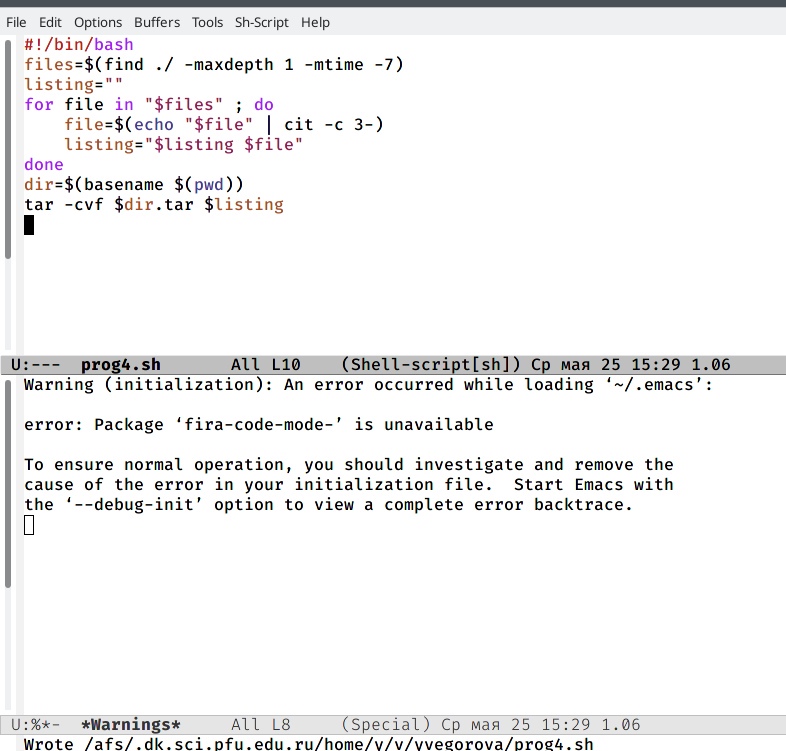 File Edit Options Buffers Tools Sh-Script Help
#!/bin/bash
files=$(find ./ -maxdepth 1 -mtime -7)
listing=""
for file in "$files" ; do
    file=$(echo "$file" | cit -c 3-)
    listing="$listing $file"
done
dir=$(basename $(pwd))
tar -cvf $dir.tar $listing
U:---  prog4.sh       All L10    (Shell-script[sh]) Ср мая 25 15:29 1.06
Warning (initialization): An error occurred while loading ‘~/.emacs’:
error: Package ‘fira-code-mode-’ is unavailable
To ensure normal operation, you should investigate and remove the
cause of the error in your initialization file.  Start Emacs with
the ‘--debug-init’ option to view a complete error backtrace.
U:%*-  *Warnings*     All L8     (Special) Ср мая 25 15:29 1.06
Wrote /afs/.dk.sci.pfu.edu.ru/home/y/v/yvegorova/prog4.sh